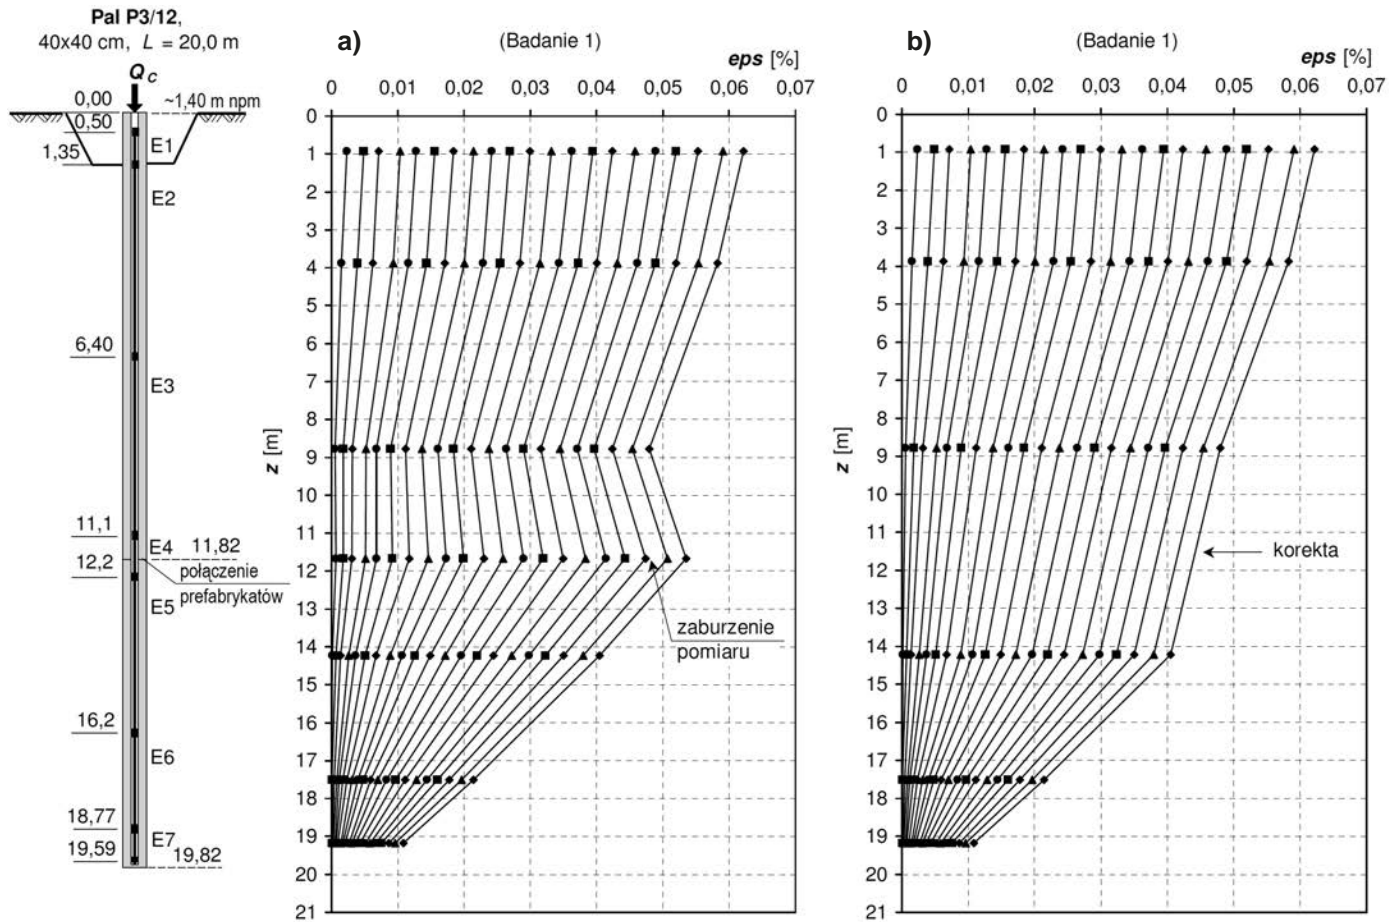 Pal P3/12,
40x40 cm, L = 20,0 m
Qc
0,00
~1,40 m npm
0,50
E1
1,35
E2
6,40
E3
11,1
E4
11,82
12,2
połączenie
prefabrykatów
E5
16,2
E6
18,77
E7
19,59
19,82
a)
(Badanie 1)
eps [%]
0 0,01 0,02 0,03 0,04 0,05 0,06 0,07
0
1
2
3
4
5
6
7
8
9
10
11
12
13
14
15
16
17
18
19
20
21
z [m]
zaburzenie
pomiaru
b)
(Badanie 1)
eps [%]
0 0,01 0,02 0,03 0,04 0,05 0,06 0,07
0
1
2
3
4
5
6
7
8
9
10
11
12
13
14
15
16
17
18
19
20
21
z [m]
korekta